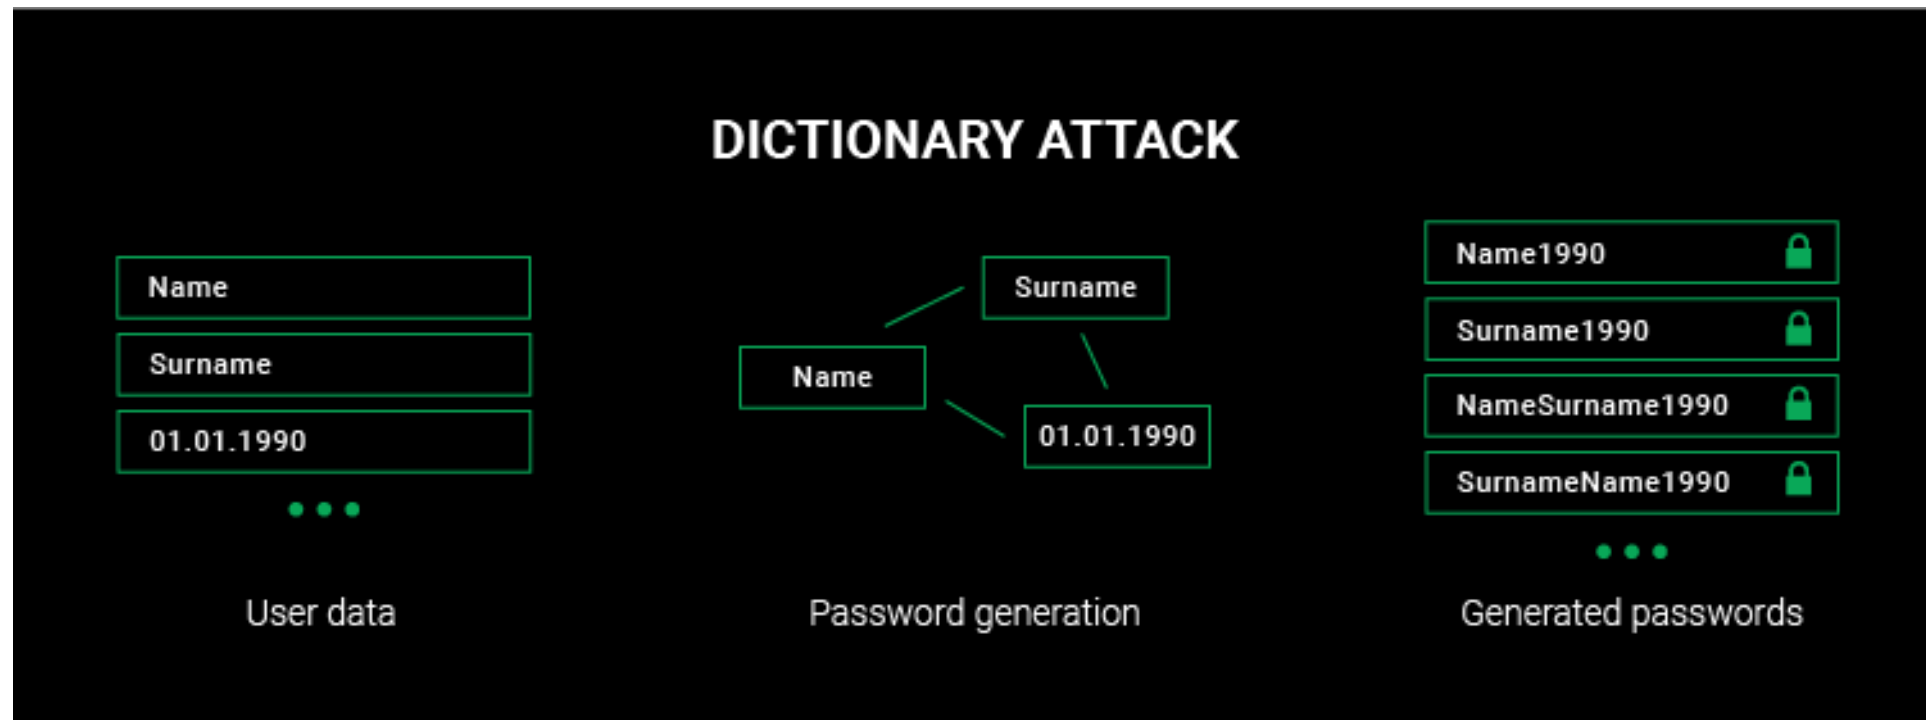 DICTIONARY ATTACK
Name
Surname
01.01.1990
User data
Surname
Name
01.01.1990
Password generation
Name1990
Surname1990
NameSurname1990
SurnameName1990
Generated passwords